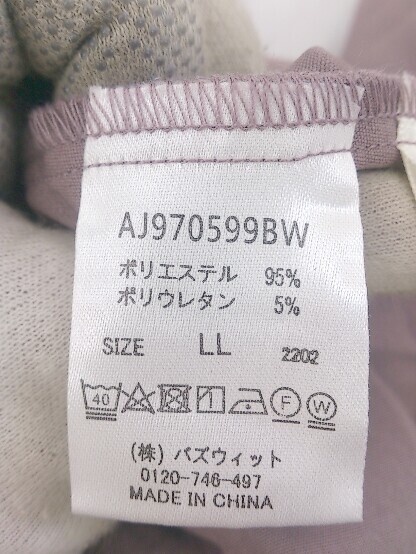 AJ970599BW
ポリエステル 95%
ポリウレタン 5%
SIZE LL 2202
40 F W
(株) バズウィット
0120-746-497
MADE IN CHINA